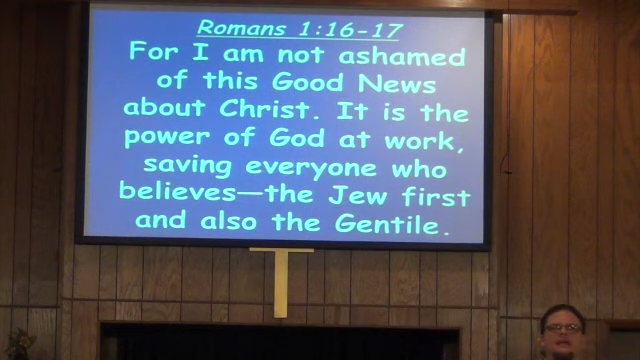 Romans 1:16-17
For I am not ashamed
of this Good News
about Christ. It is the
power of God at work,
saving everyone who
believes—the Jew first
and also the Gentile.